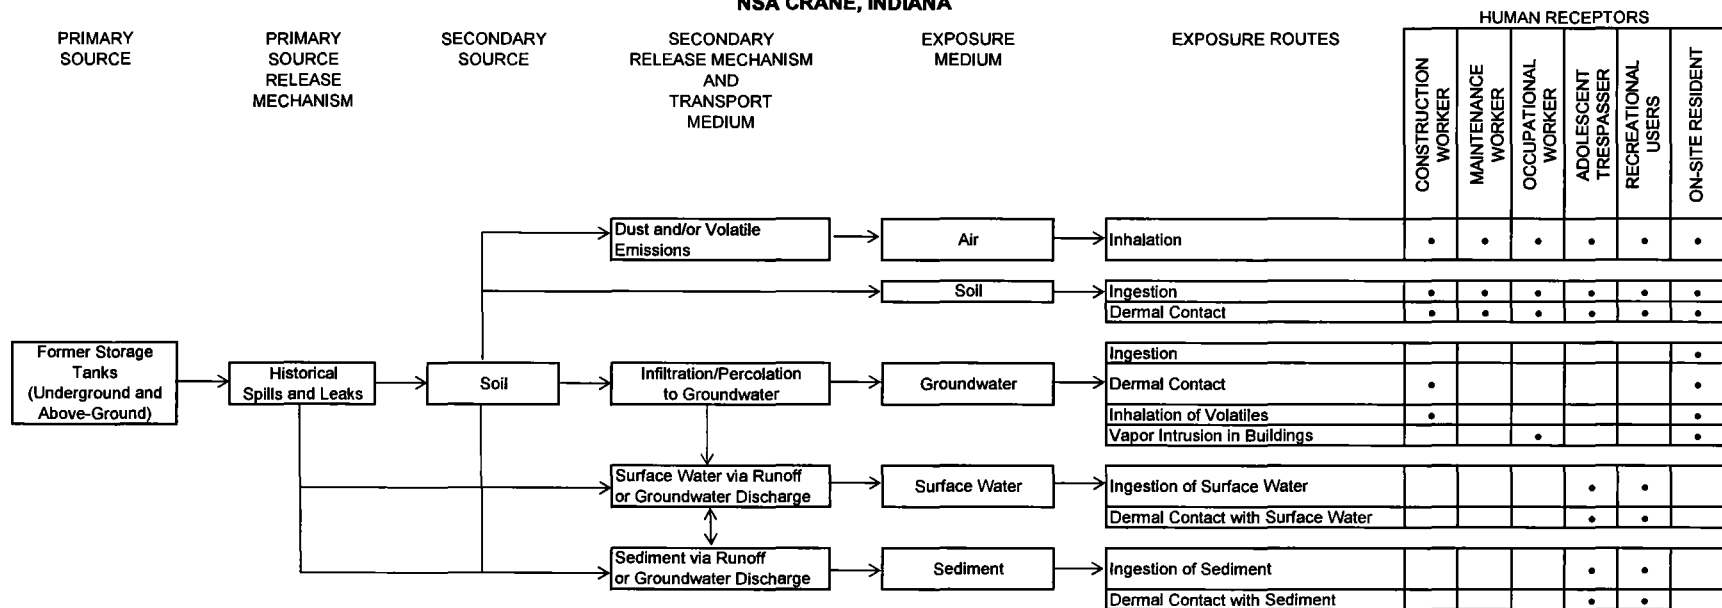 NSA CRANE, INDIANA
HUMAN RECEPTORS
PRIMARY
SOURCE
PRIMARY
SOURCE
RELEASE
MECHANISM
SECONDARY
SOURCE
SECONDARY
RELEASE MECHANISM
AND
TRANSPORT
MEDIUM
EXPOSURE
MEDIUM
EXPOSURE ROUTES
CONSTRUCTION
WORKER
MAINTENANCE
WORKER
OCCUPATIONAL
WORKER
ADOLESCENT
TRESPASSER
RECREATIONAL
USERS
ON-SITE RESIDENT
Dust and/or Volatile
Emissions
Air
Inhalation
Soil
Ingestion
Dermal Contact
Former Storage
Tanks
(Underground and
Above-Ground)
Historical
Spills and Leaks
Soil
Infiltration/Percolation
to Groundwater
Groundwater
Ingestion
Dermal Contact
Inhalation of Volatiles
Vapor Intrusion in Buildings
Surface Water via Runoff
or Groundwater Discharge
Surface Water
Ingestion of Surface Water
Dermal Contact with Surface Water
Sediment via Runoff
or Groundwater Discharge
Sediment
Ingestion of Sediment
Dermal Contact with Sediment